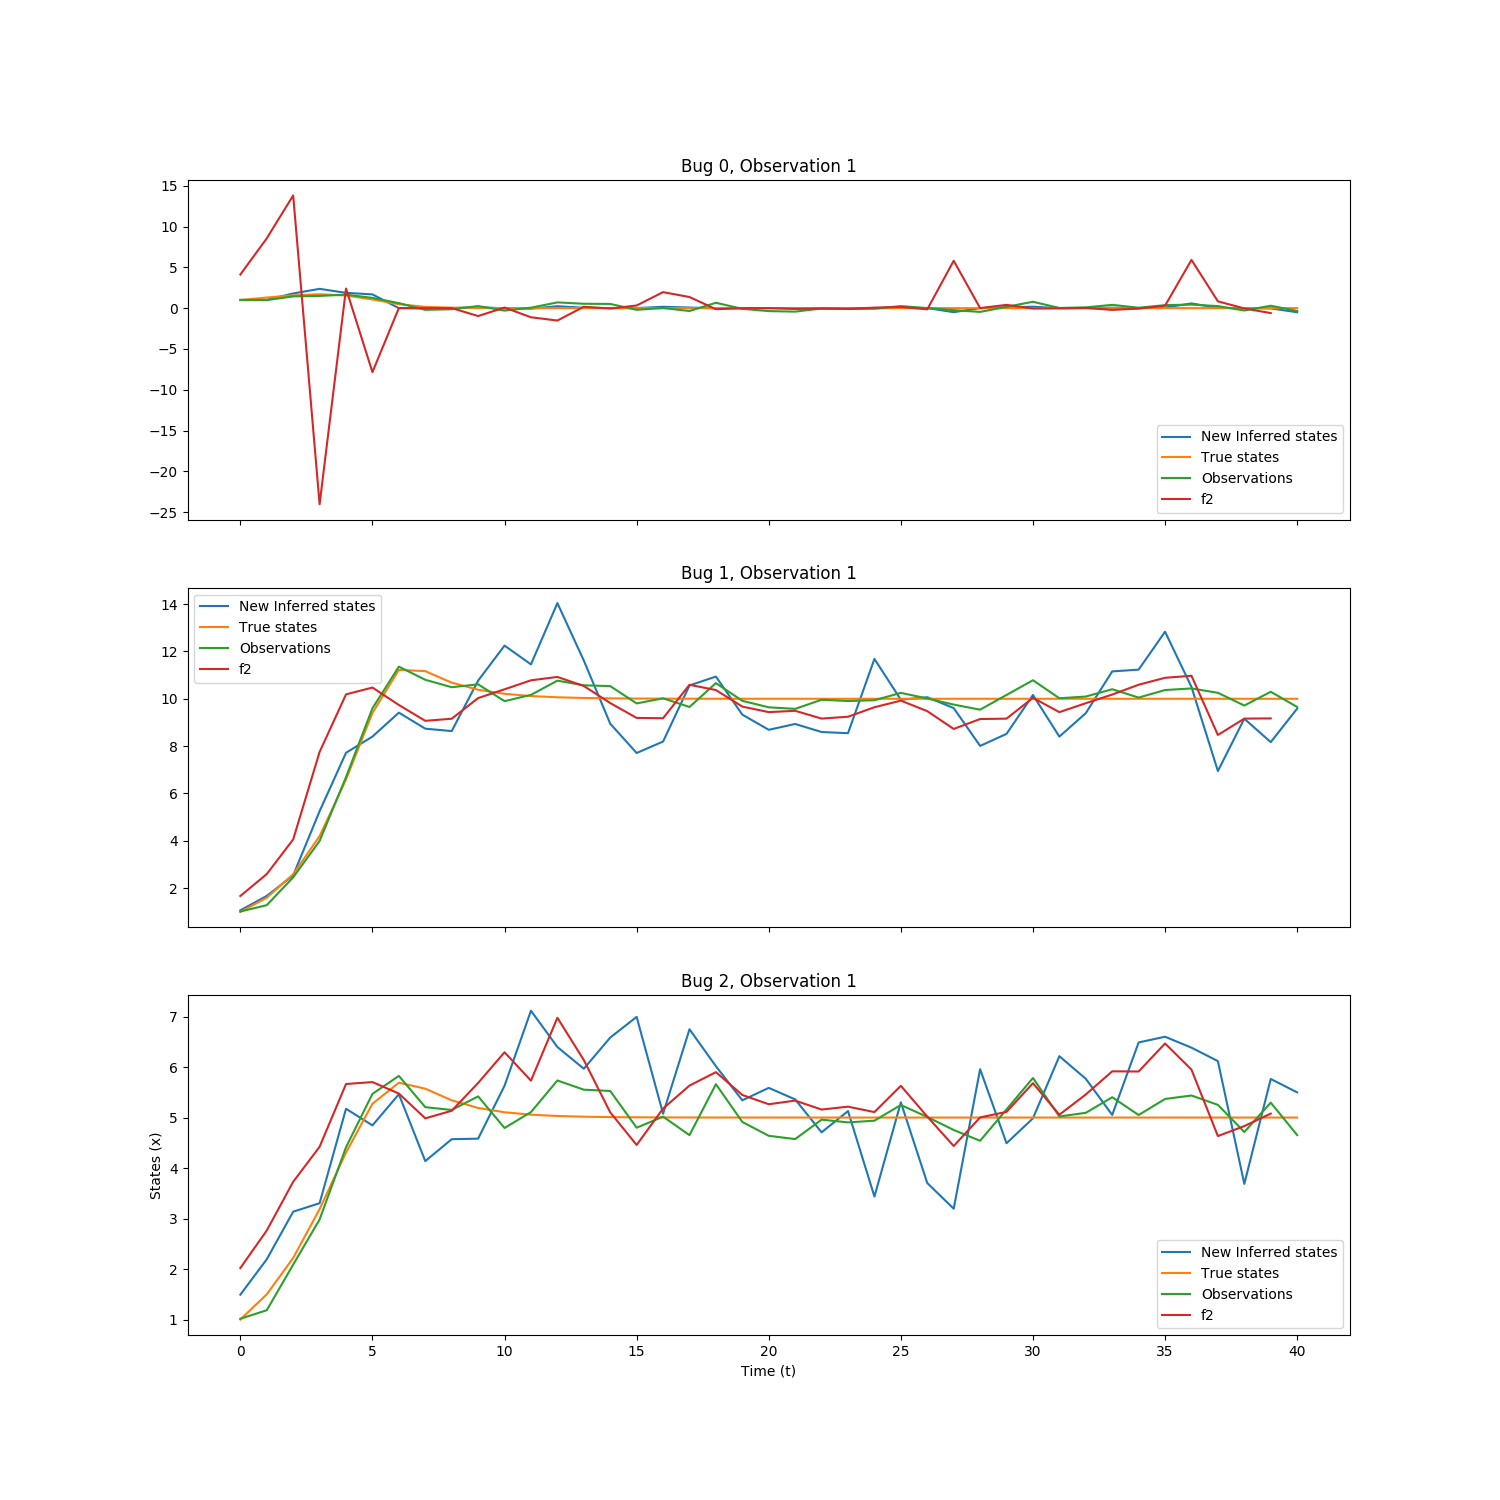 Bug 0, Observation 1
15
10
5
0
−5
−10
−15
−20
−25
New Inferred states
True states
Observations
f2
Bug 1, Observation 1
14
12
10
8
6
4
2
New Inferred states
True states
Observations
f2
Bug 2, Observation 1
7
6
5
4
3
2
1
States (x)
New Inferred states
True states
Observations
f2
0 5 10 15 20 25 30 35 40
Time (t)